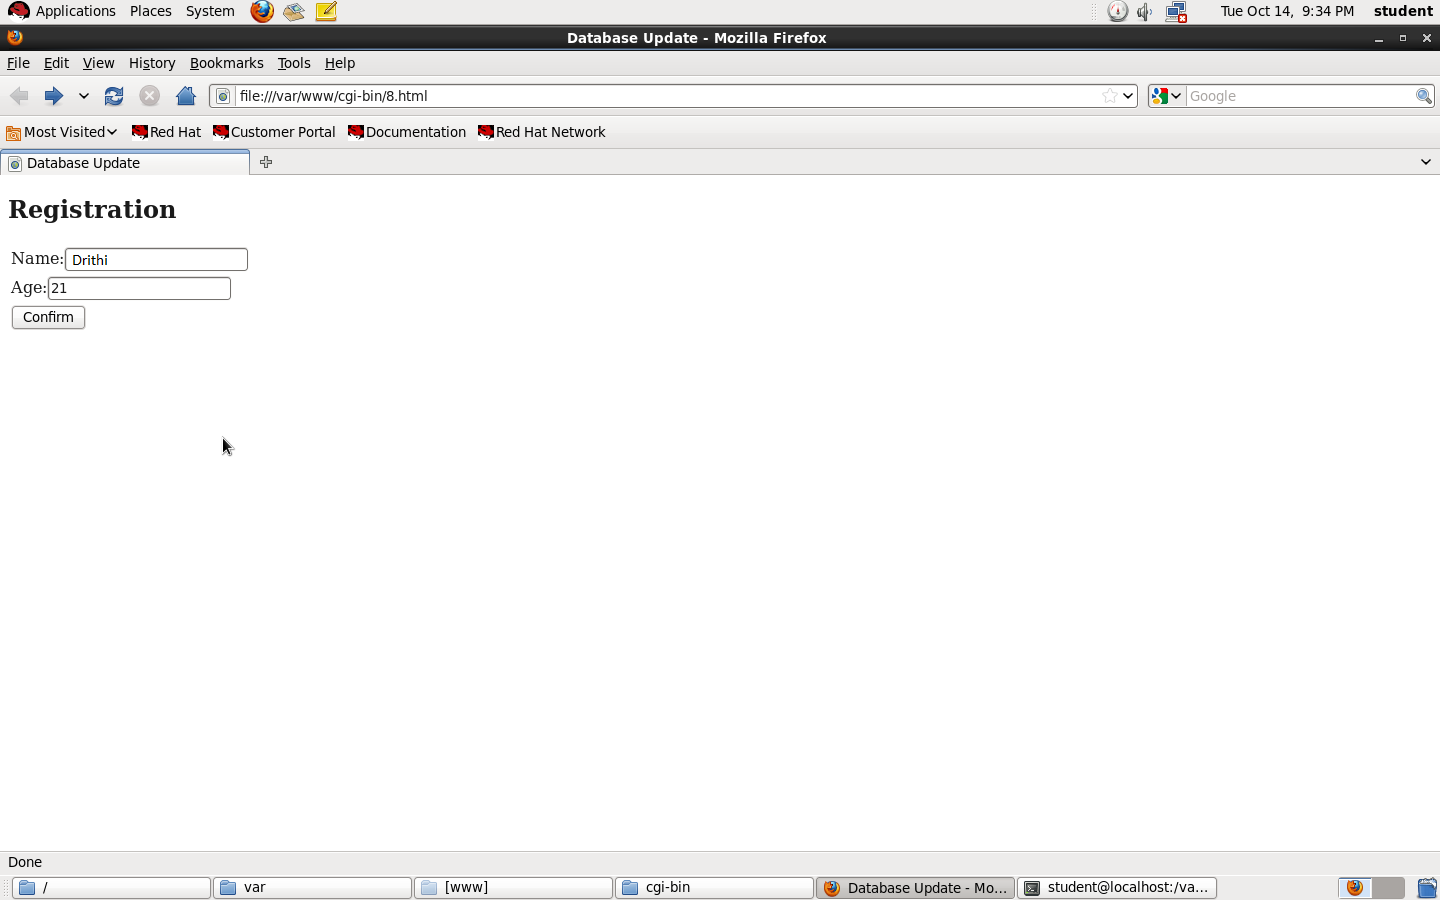 Applications Places System Tue Oct 14, 9:34 PM student
Database Update - Mozilla Firefox
File Edit View History Bookmarks Tools Help
file:///var/www/cgi-bin/8.html Google
Most Visited Red Hat Customer Portal Documentation Red Hat Network
Database Update
Registration
Name: Drithi
Age: 21
Confirm
Done
/ var [www] cgi-bin Database Update - Mo... student@localhost:/va...